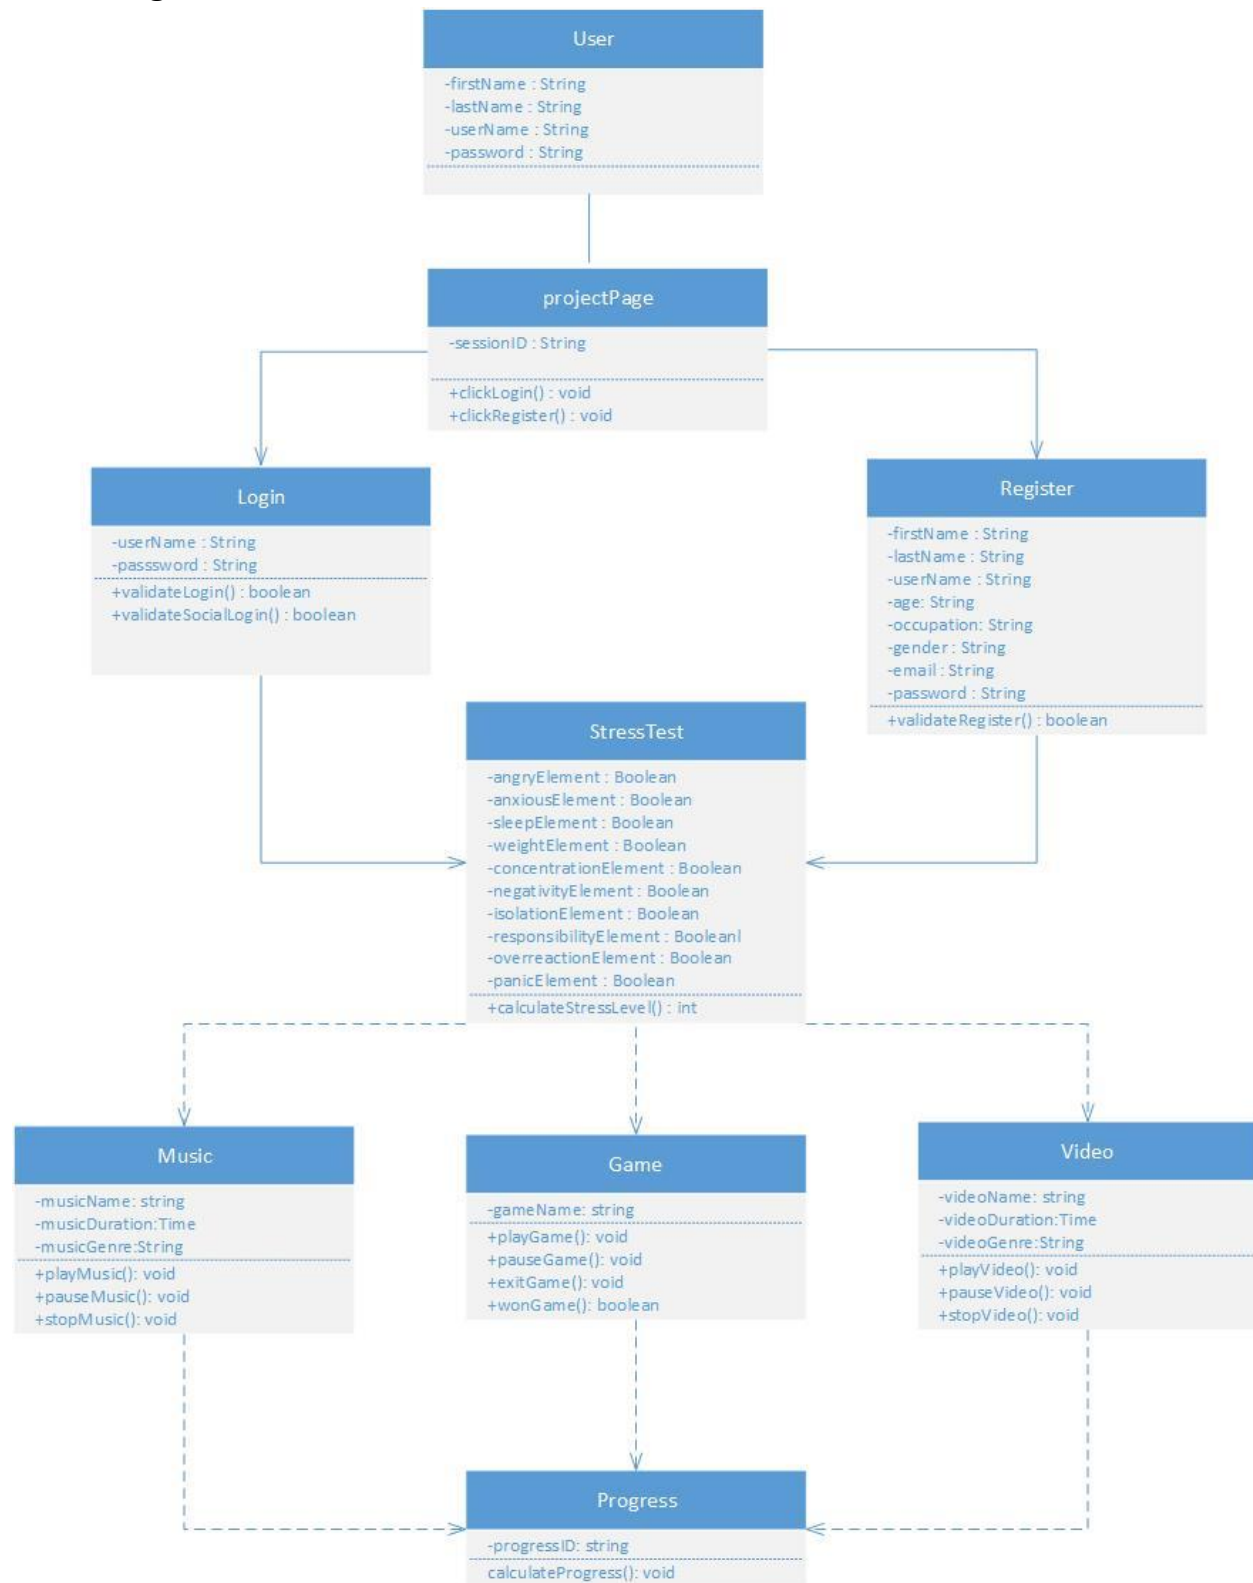 User
-firstName : String
-lastName : String
-userName : String
-password : String
projectPage
-sessionID : String
+clickLogin() : void
+clickRegister() : void
Login
-userName : String
-passsword : String
+validateLogin() : boolean
+validateSocialLogin() : boolean
Register
-firstName : String
-lastName : String
-userName : String
-age: String
-occupation: String
-gender : String
-email : String
-password : String
+validateRegister() : boolean
StressTest
-angryElement : Boolean
-anxiousElement : Boolean
-sleepElement : Boolean
-weightElement : Boolean
-concentrationElement : Boolean
-negativityElement : Boolean
-isolationElement : Boolean
-responsibilityElement : Booleanl
-overreactionElement : Boolean
-panicElement : Boolean
+calculateStressLevel() : int
Music
-musicName: string
-musicDuration:Time
-musicGenre:String
+playMusic(): void
+pauseMusic(): void
+stopMusic(): void
Game
-gameName: string
+playGame(): void
+pauseGame(): void
+exitGame(): void
+wonGame(): boolean
Video
-videoName: string
-videoDuration:Time
-videoGenre:String
+playVideo(): void
+pauseVideo(): void
+stopVideo(): void
Progress
-progressID: string
calculateProgress(): void